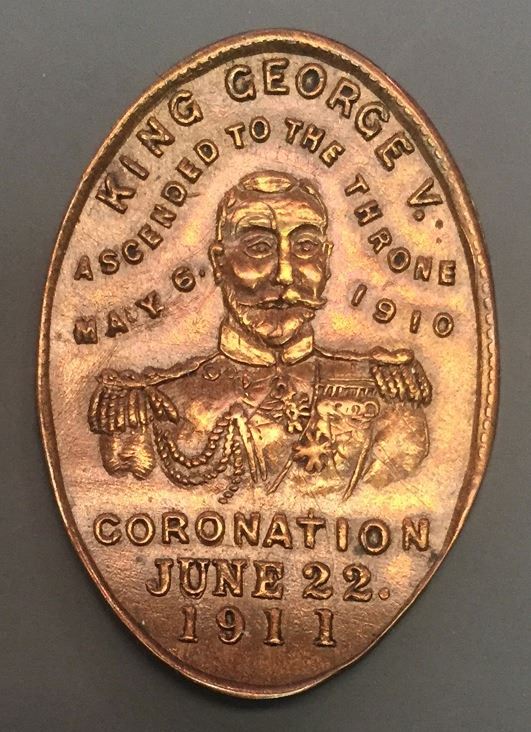 KING GEORGE V.
ASCENDED TO THE THRONE
MAY. 6. 1910
CORONATION
JUNE 22.
1911